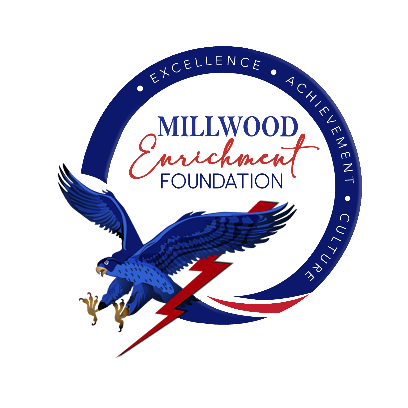 • EXCELLENCE • ACHIEVEMENT • CULTURE
MILLWOOD
Enrichment
FOUNDATION